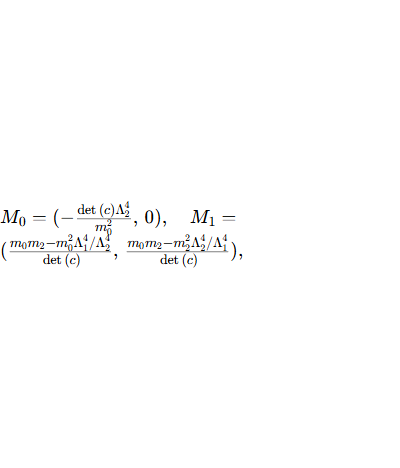 M_0 = (-\frac{\det(c)\Lambda_2^4}{m_0^2}, 0), M_1 =
(\frac{m_0 m_2 - m_0^2 \Lambda_1^4/\Lambda_2^4}{\det(c)}, \frac{m_0 m_2 - m_2^2 \Lambda_2^4/\Lambda_1^4}{\det(c)}),